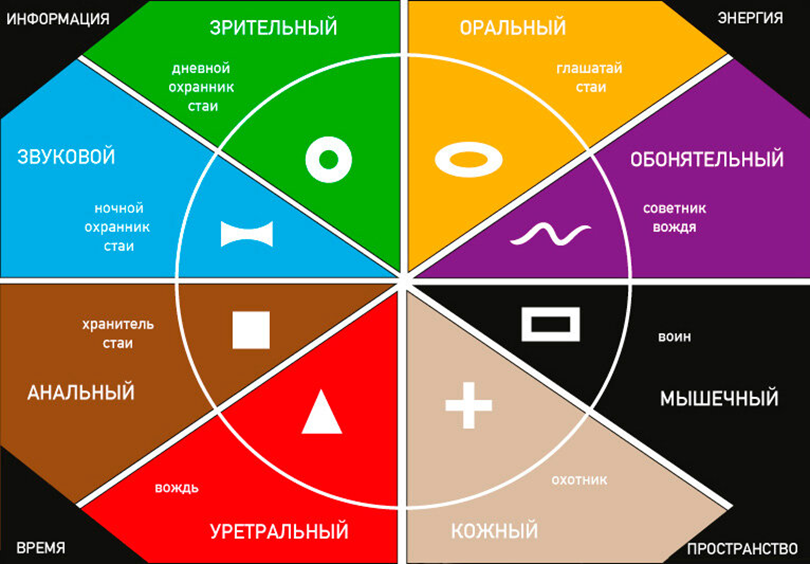 ИНФОРМАЦИЯ
ЗРИТЕЛЬНЫЙ
дневной
охранник
стаи
ОРАЛЬНЫЙ
глашатай
стаи
ЭНЕРГИЯ
ЗВУКОВОЙ
ночной
охранник
стаи
ОБОНЯТЕЛЬНЫЙ
советник
вождя
хранитель
стаи
АНАЛЬНЫЙ
воин
МЫШЕЧНЫЙ
вождь
УРЕТРАЛЬНЫЙ
охотник
КОЖНЫЙ
ВРЕМЯ
ПРОСТРАНСТВО